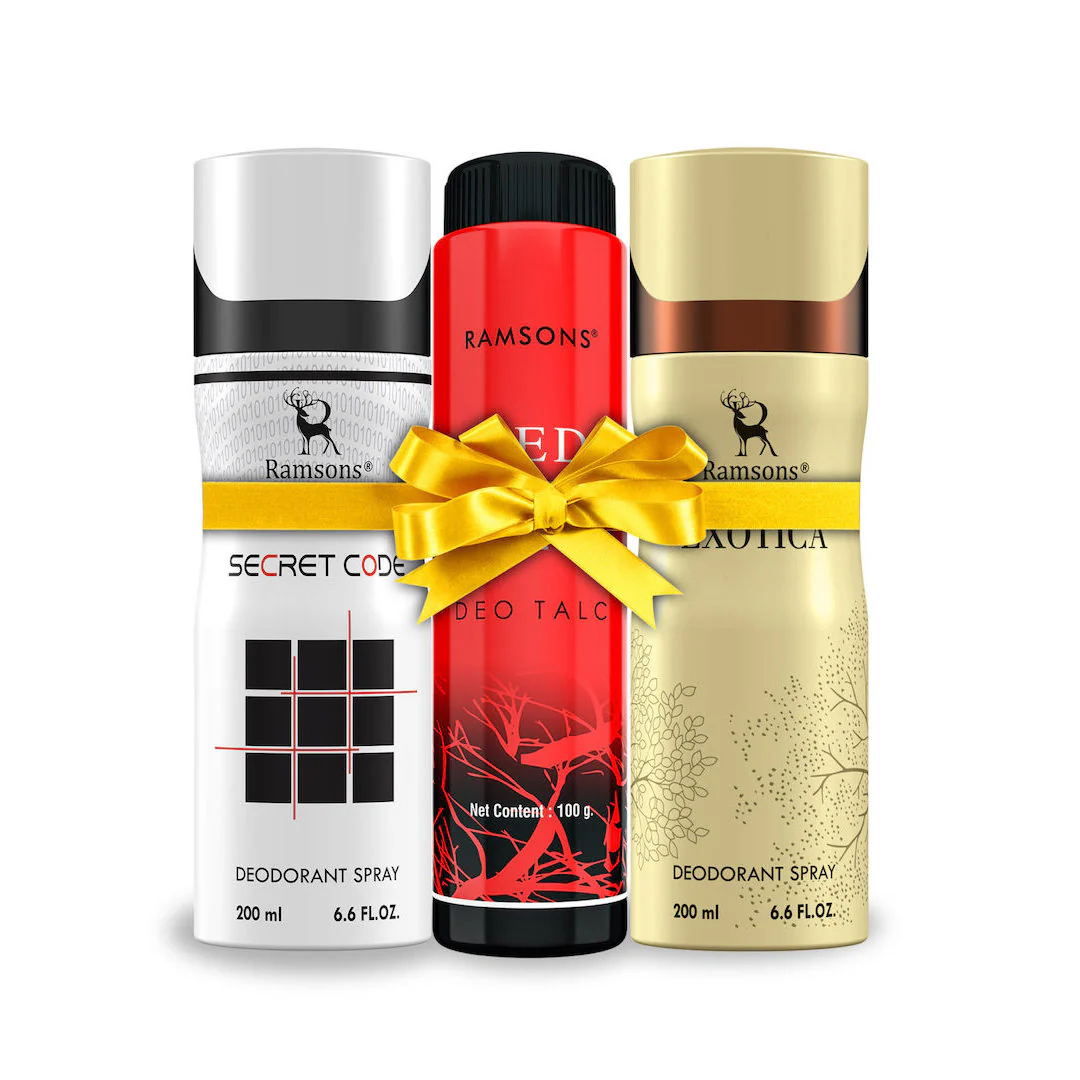 Ramsons®
SECRET CODE
DEODORANT SPRAY
200 ml 6.6 FL.OZ.
RAMSONS®
DEO TALC
Net Content : 100 g.
Ramsons®
EXOTICA
DEODORANT SPRAY
200 ml 6.6 FL.OZ.